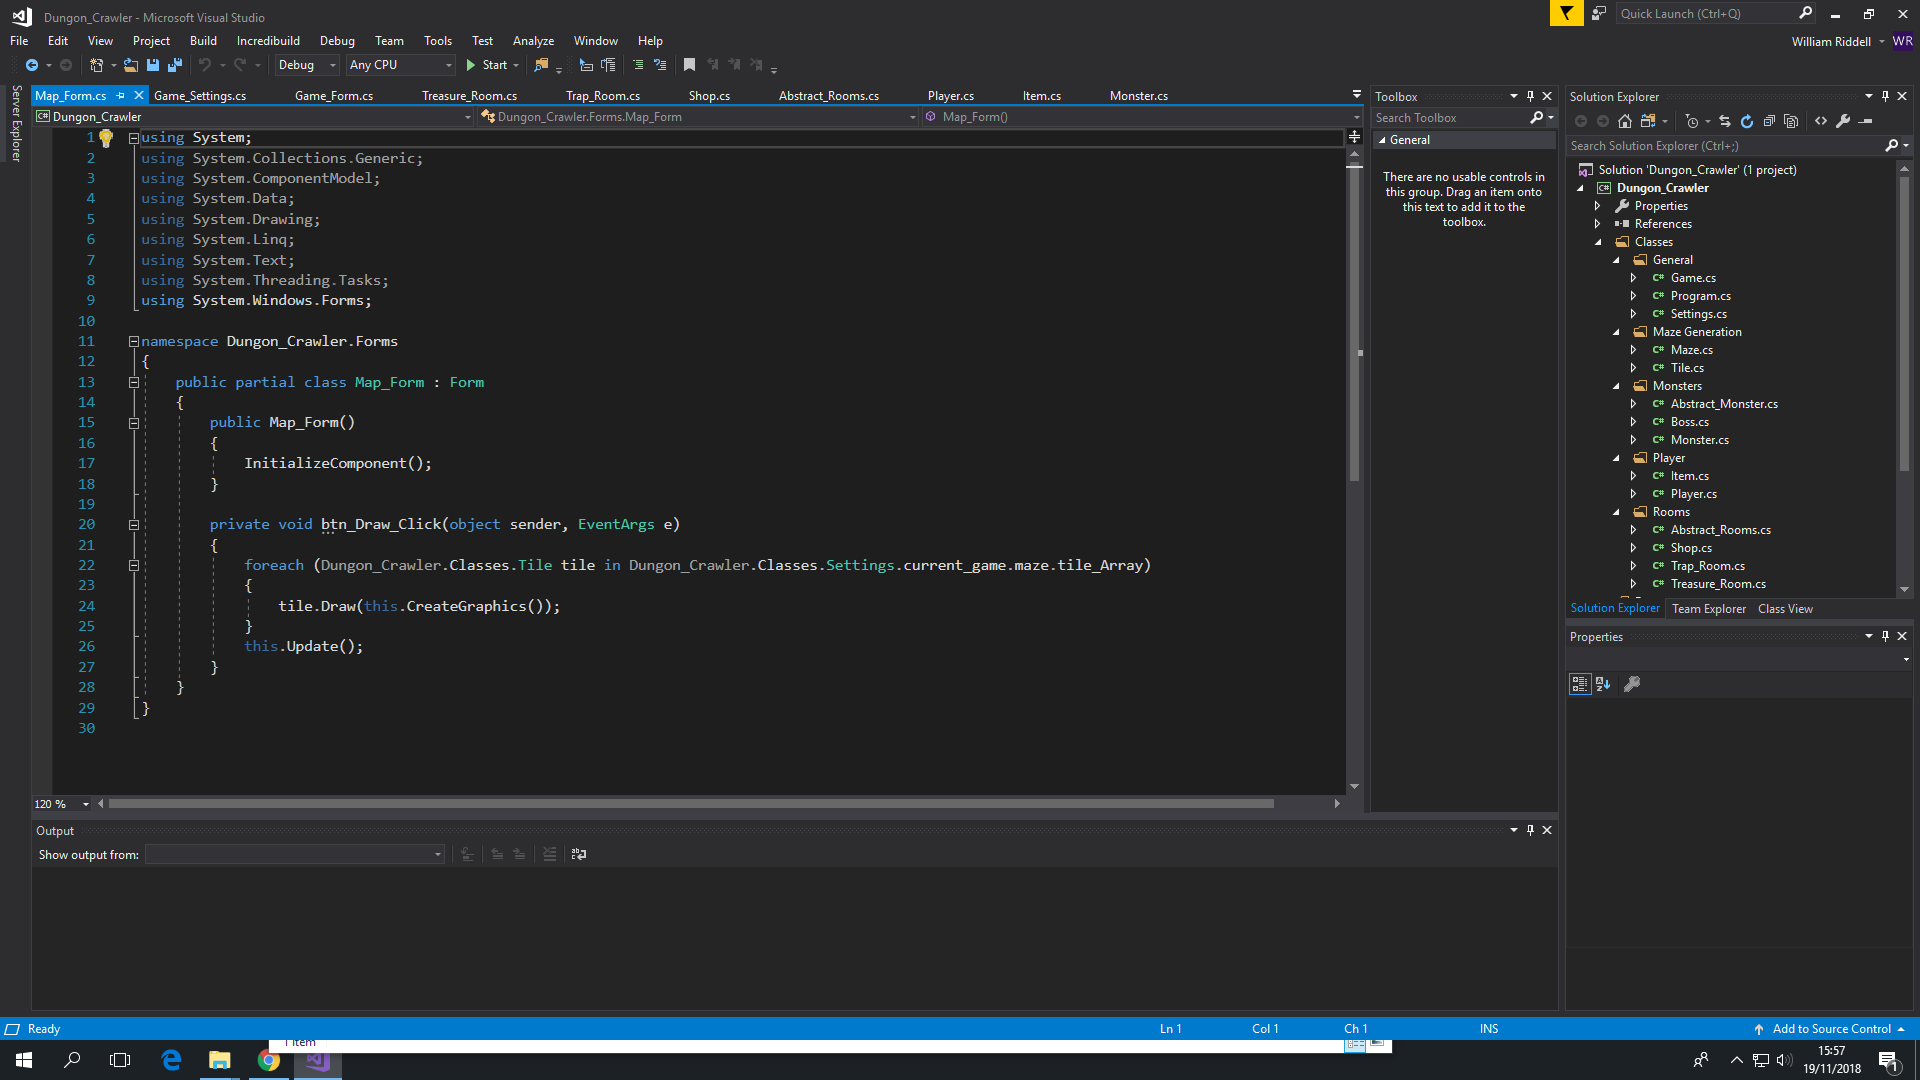 Dungon_Crawler - Microsoft Visual Studio
Quick Launch (Ctrl+Q)
File Edit View Project Build Incredibuild Debug Team Tools Test Analyze Window Help
William Riddell WR
Debug Any CPU Start
Server Explorer
Map_Form.cs Game_Settings.cs Game_Form.cs Treasure_Room.cs Trap_Room.cs Shop.cs Abstract_Rooms.cs Player.cs Item.cs Monster.cs
C# Dungon_Crawler Dungon_Crawler.Forms.Map_Form Map_Form()
1 using System;
2 using System.Collections.Generic;
3 using System.ComponentModel;
4 using System.Data;
5 using System.Drawing;
6 using System.Linq;
7 using System.Text;
8 using System.Threading.Tasks;
9 using System.Windows.Forms;
10
11 namespace Dungon_Crawler.Forms
12 {
13 public partial class Map_Form : Form
14 {
15 public Map_Form()
16 {
17 InitializeComponent();
18 }
19
20 private void btn_Draw_Click(object sender, EventArgs e)
21 {
22 foreach (Dungon_Crawler.Classes.Tile tile in Dungon_Crawler.Classes.Settings.current_game.maze.tile_Array)
23 {
24 tile.Draw(this.CreateGraphics());
25 }
26 this.Update();
27 }
28 }
29 }
30
120 %
Output
Show output from:
Toolbox
Search Toolbox
General
There are no usable controls in
this group. Drag an item onto
this text to add it to the
toolbox.
Solution Explorer
Search Solution Explorer (Ctrl+;)
Solution 'Dungon_Crawler' (1 project)
C# Dungon_Crawler
Properties
References
Classes
General
C# Game.cs
C# Program.cs
C# Settings.cs
Maze Generation
C# Maze.cs
C# Tile.cs
Monsters
C# Abstract_Monster.cs
C# Boss.cs
C# Monster.cs
Player
C# Item.cs
C# Player.cs
Rooms
C# Abstract_Rooms.cs
C# Shop.cs
C# Trap_Room.cs
C# Treasure_Room.cs
Solution Explorer Team Explorer Class View
Properties
Ready Ln 1 Col 1 Ch 1 INS Add to Source Control
1 item
15:57
19/11/2018
1